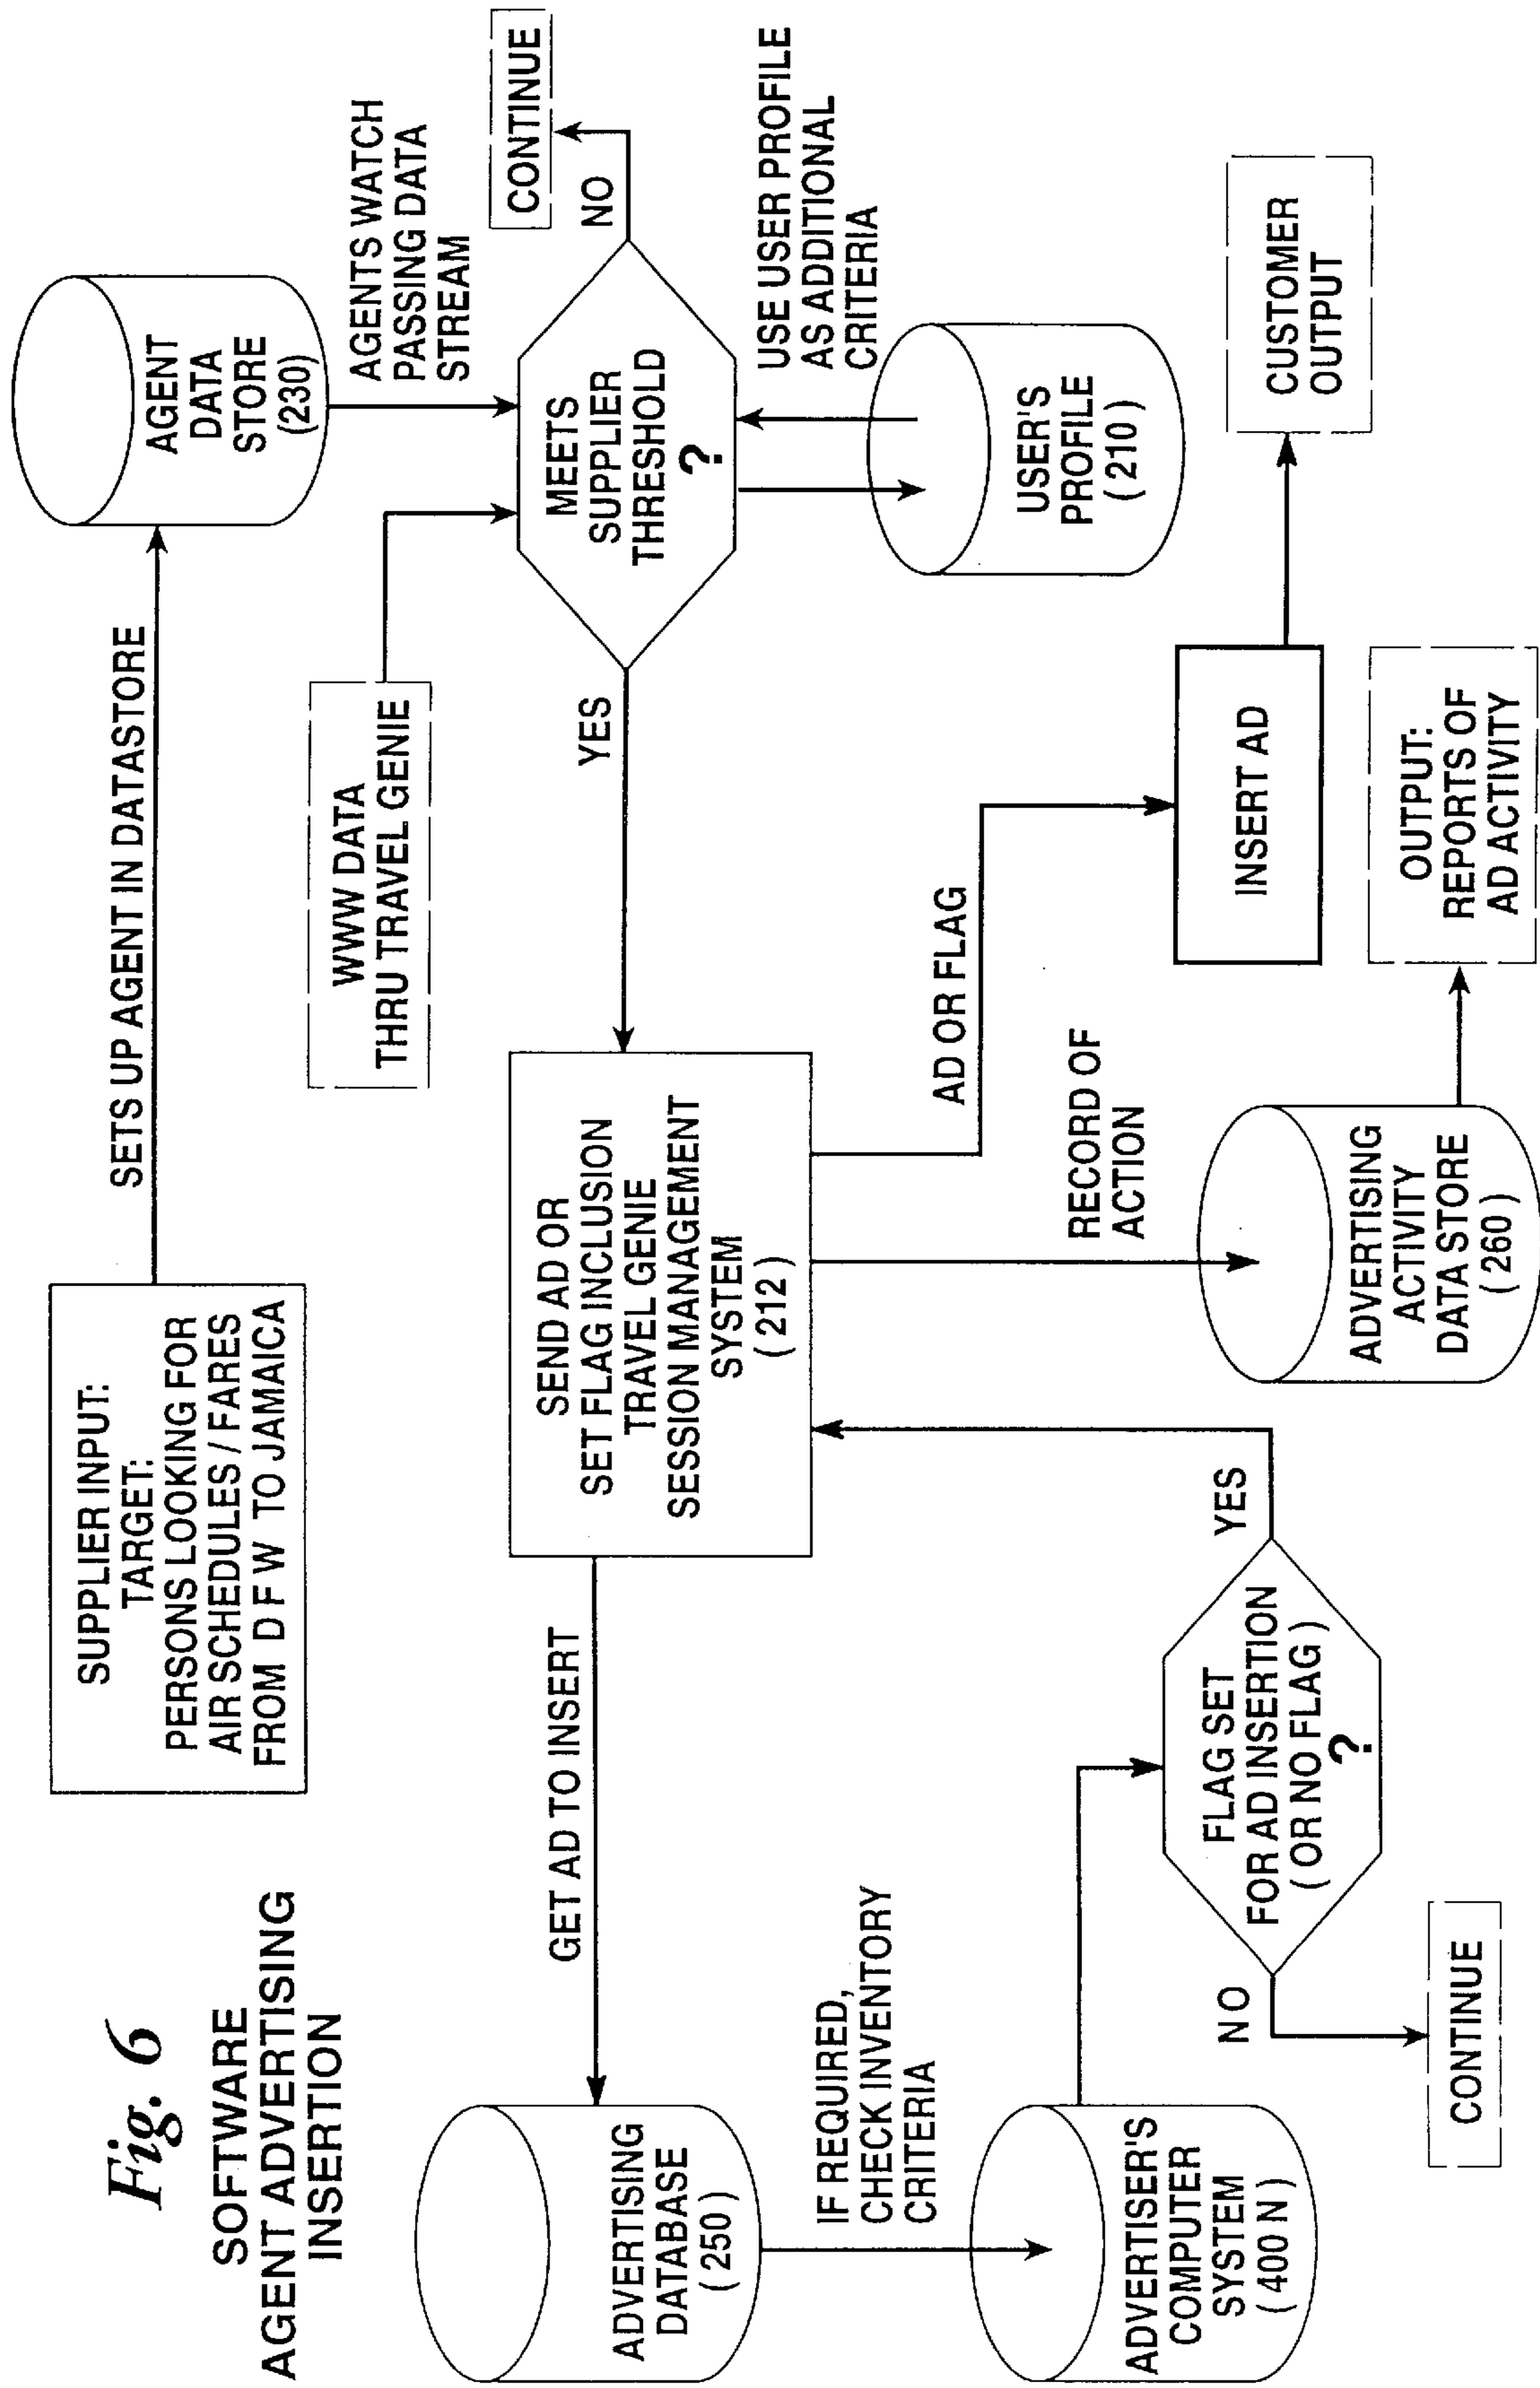 Fig. 6
SOFTWARE
AGENT ADVERTISING
INSERTION
SUPPLIER INPUT:
TARGET:
PERSONS LOOKING FOR
AIR SCHEDULES / FARES
FROM D F W TO JAMAICA
SETS UP AGENT IN DATASTORE
AGENT
DATA
STORE
(230)
WWW DATA
THRU TRAVEL GENIE
AGENTS WATCH
PASSING DATA
STREAM
MEETS
SUPPLIER
THRESHOLD
?
NO
CONTINUE
YES
USE USER PROFILE
AS ADDITIONAL
CRITERIA
USER'S
PROFILE
( 210 )
SEND AD OR
SET FLAG INCLUSION
TRAVEL GENIE
SESSION MANAGEMENT
SYSTEM
( 212 )
GET AD TO INSERT
ADVERTISING
DATABASE
( 250 )
IF REQUIRED,
CHECK INVENTORY
CRITERIA
ADVERTISER'S
COMPUTER
SYSTEM
( 400 N )
FLAG SET
FOR AD INSERTION
( OR NO FLAG )
?
NO
CONTINUE
YES
RECORD OF
ACTION
ADVERTISING
ACTIVITY
DATA STORE
( 260 )
OUTPUT:
REPORTS OF
AD ACTIVITY
AD OR FLAG
INSERT AD
CUSTOMER
OUTPUT